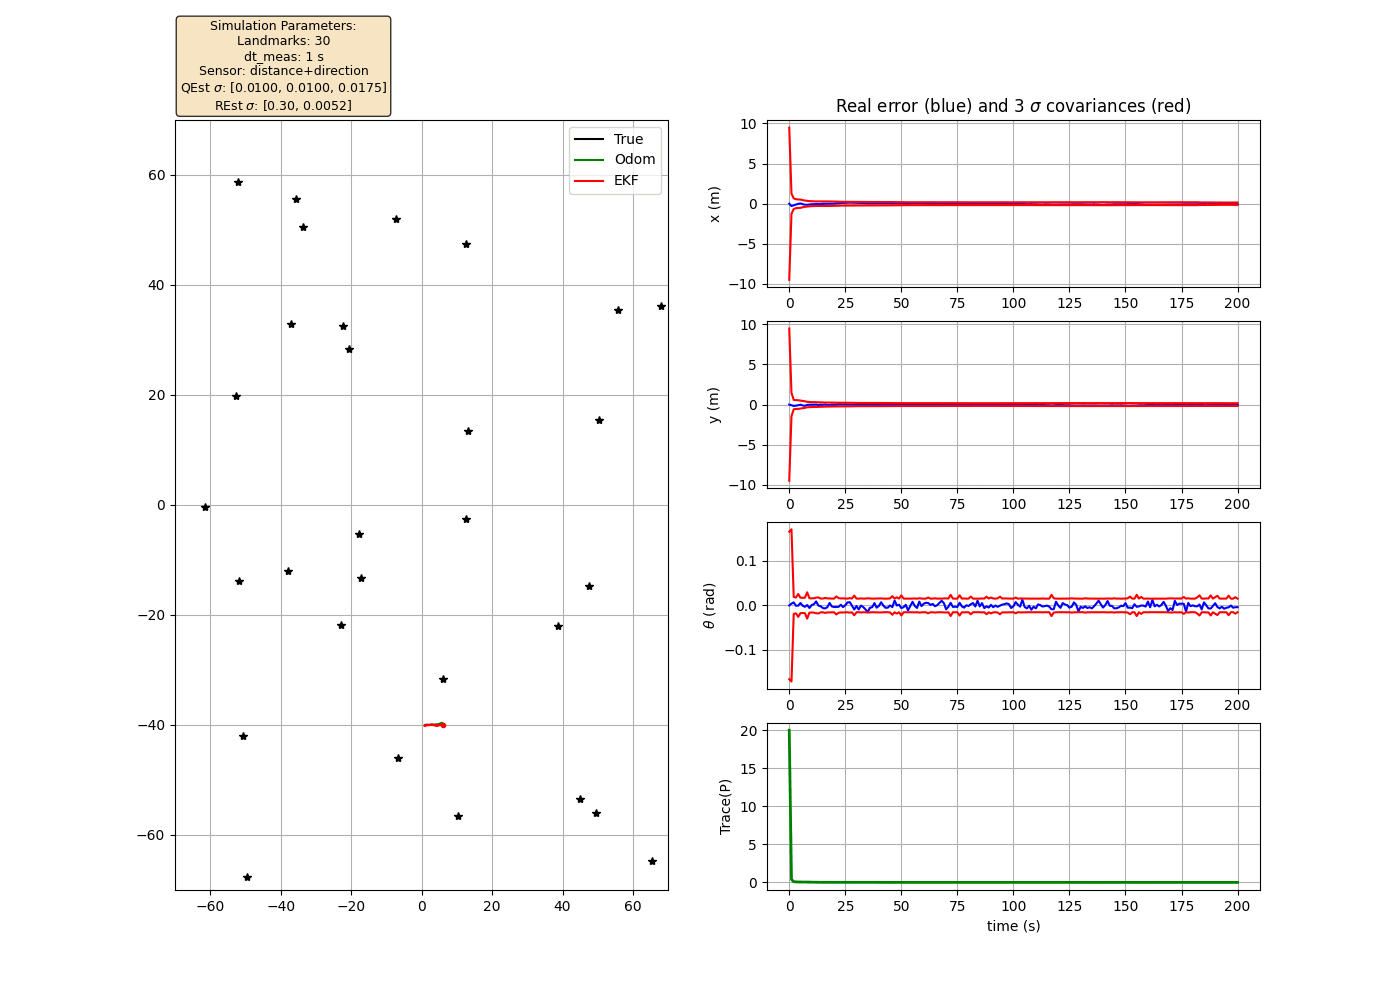 Simulation Parameters:
Landmarks: 30
dt_meas: 1 s
Sensor: distance+direction
QEst σ: [0.0100, 0.0100, 0.0175]
REst σ: [0.30, 0.0052]
True
Odom
EKF
60
40
20
0
−20
−40
−60
−60 −40 −20 0 20 40 60
Real error (blue) and 3 σ covariances (red)
x (m)
10
5
0
−5
−10
0 25 50 75 100 125 150 175 200
y (m)
10
5
0
−5
−10
0 25 50 75 100 125 150 175 200
θ (rad)
0.1
0.0
−0.1
0 25 50 75 100 125 150 175 200
Trace(P)
20
15
10
5
0
0 25 50 75 100 125 150 175 200
time (s)